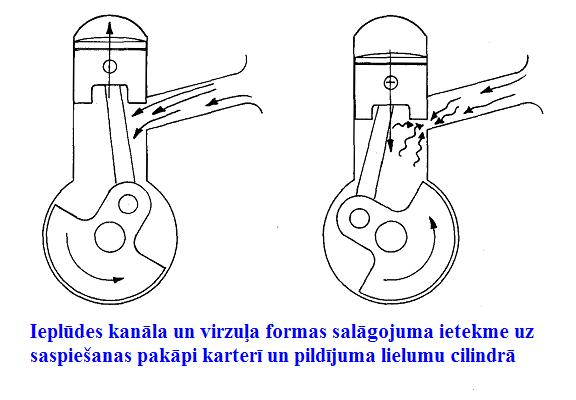 Ieplūdes kanāla un virzuļa formas salāgojuma ietekme uz
saspiešanas pakāpi karterī un pildījuma lielumu cilindrā